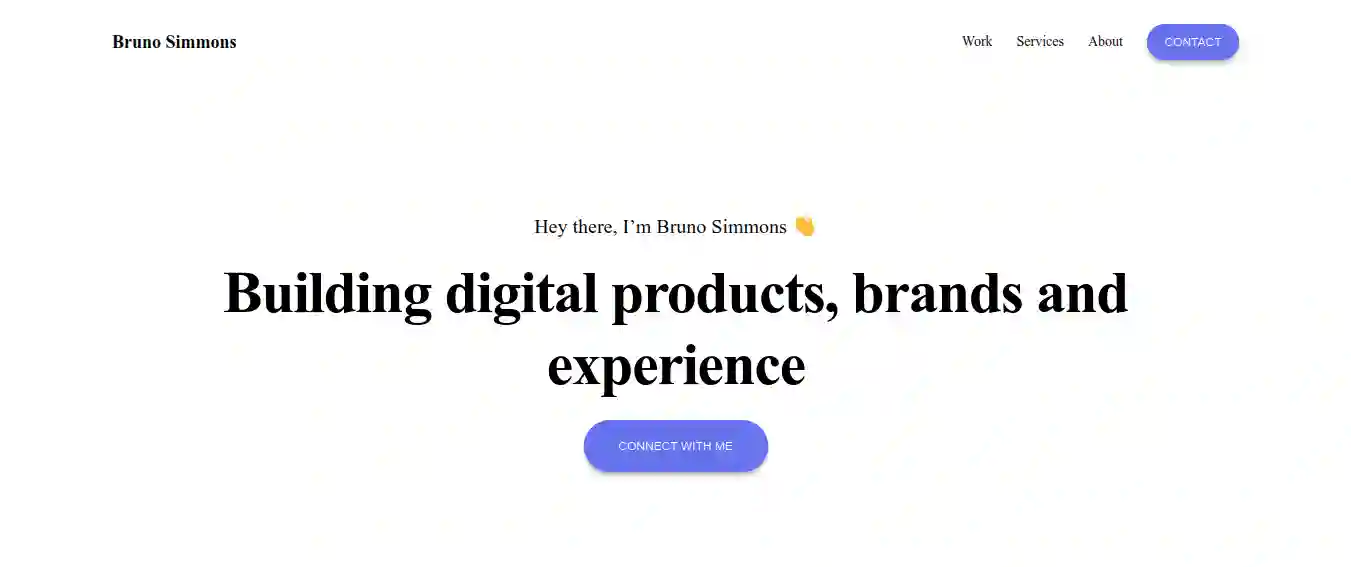 Bruno Simmons
Work Services About CONTACT
Hey there, I’m Bruno Simmons 👋
Building digital products, brands and
experience
CONNECT WITH ME